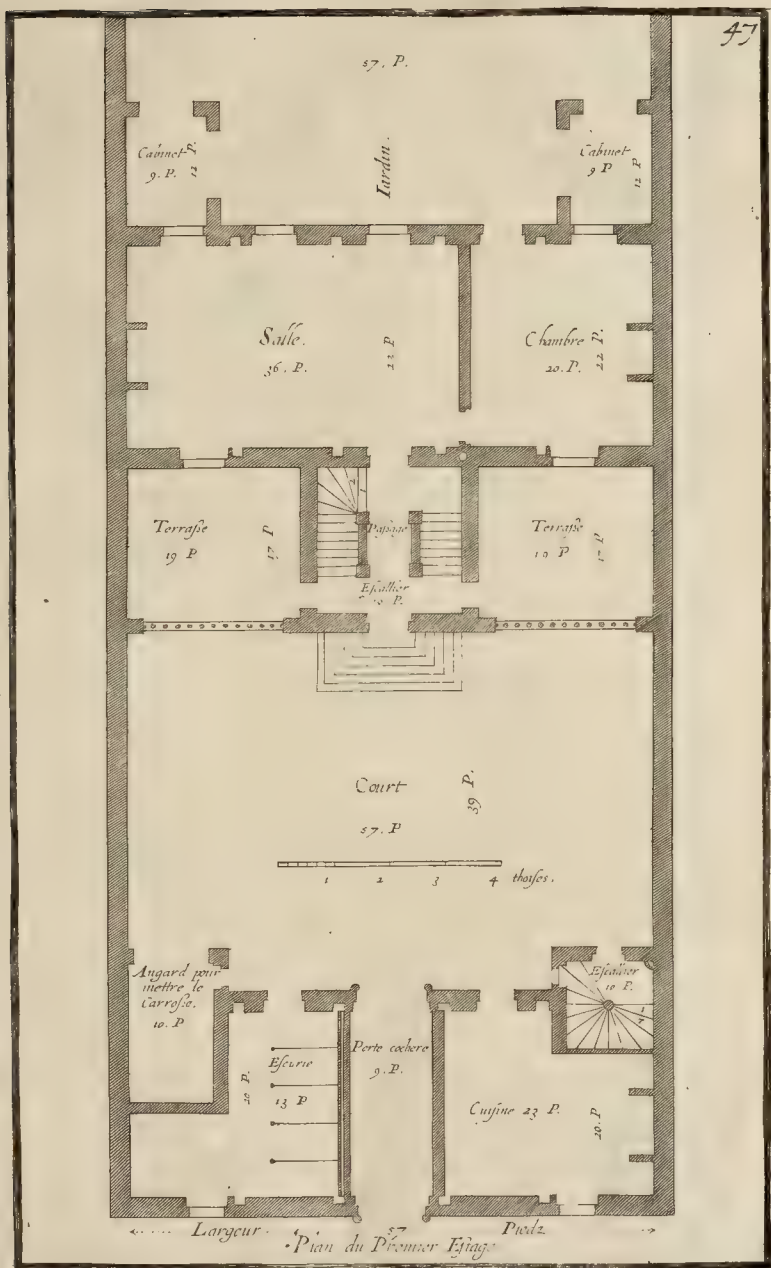 47
57. P.
Iardin.
Cabinet
9. P.
12 P.
Cabinet
9 P
12 P
Salle.
36. P.
22 P
Chambre
20. P.
22 P.
Terraſse
19 P
17 P
Paſsage
Eſcallier
P.
Terraſse
P
17 P
Court
57. P
39 P.
1 2 3 4 thoiſes.
Angard pour
mettre le
Carroſse.
10. P
Eſcallier
10 P.
Eſcurie
13 P
20 P.
Porte cochere
9. P.
Cuiſine 23 P.
20. P
Largeur 57 Piedz
Plan du Premier Eſtage